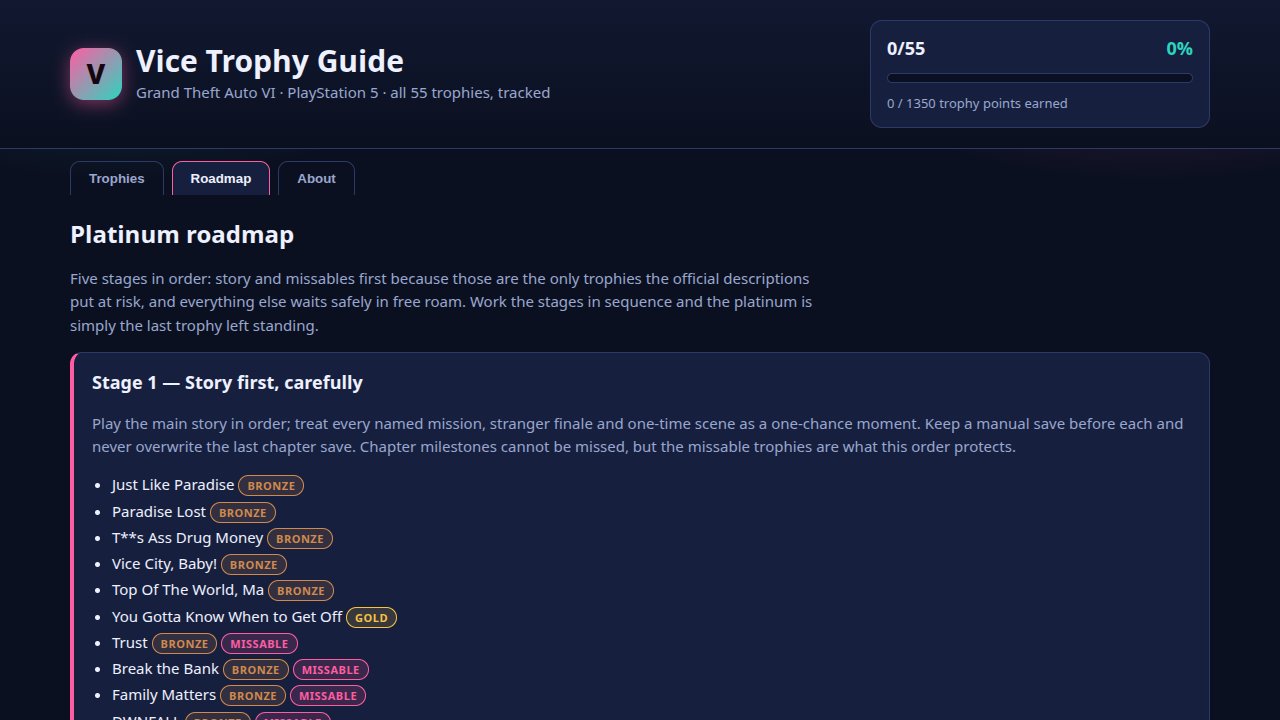 V
Vice Trophy Guide
Grand Theft Auto VI · PlayStation 5 · all 55 trophies, tracked
0/55 0%
0 / 1350 trophy points earned
Trophies Roadmap About
Platinum roadmap
Five stages in order: story and missables first because those are the only trophies the official descriptions
put at risk, and everything else waits safely in free roam. Work the stages in sequence and the platinum is
simply the last trophy left standing.
Stage 1 — Story first, carefully
Play the main story in order; treat every named mission, stranger finale and one-time scene as a one-chance moment. Keep a manual save before each and
never overwrite the last chapter save. Chapter milestones cannot be missed, but the missable trophies are what this order protects.
Just Like Paradise BRONZE
Paradise Lost BRONZE
T**s Ass Drug Money BRONZE
Vice City, Baby! BRONZE
Top Of The World, Ma BRONZE
You Gotta Know When to Get Off GOLD
Trust BRONZE MISSABLE
Break the Bank BRONZE MISSABLE
Family Matters BRONZE MISSABLE